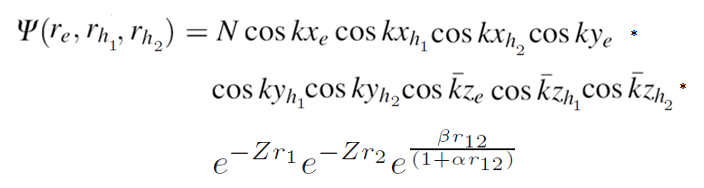 Ψ(r_e, r_{h_1}, r_{h_2}) = N cos kx_e cos kx_{h_1} cos kx_{h_2} cos ky_e *
cos ky_{h_1} cos ky_{h_2} cos k̄z_e cos k̄z_{h_1} cos k̄z_{h_2} *
e^{-Zr_1} e^{-Zr_2} e^{\frac{βr_{12}}{(1+αr_{12})}}